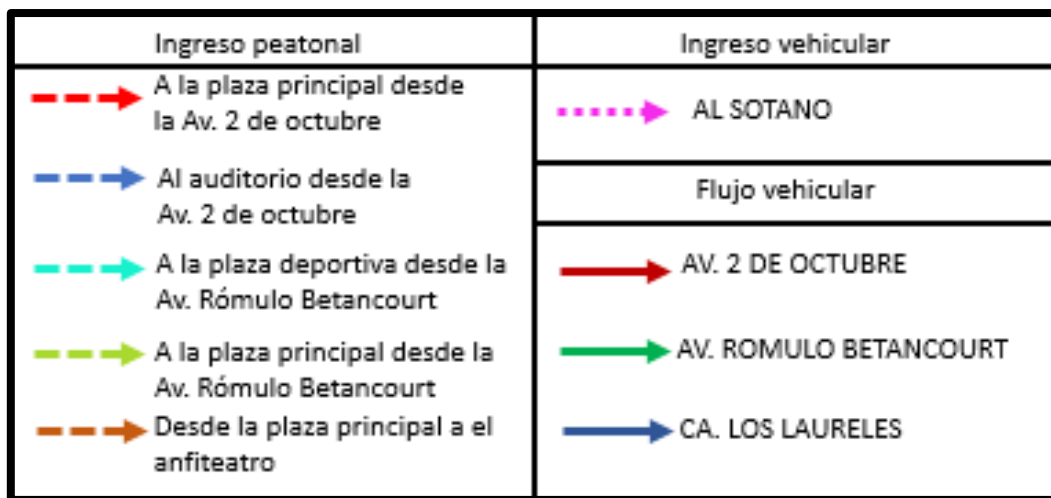 Ingreso peatonal
A la plaza principal desde
la Av. 2 de octubre
Al auditorio desde la
Av. 2 de octubre
A la plaza deportiva desde la
Av. Rómulo Betancourt
A la plaza principal desde la
Av. Rómulo Betancourt
Desde la plaza principal a el
anfiteatro
Ingreso vehicular
AL SOTANO
Flujo vehicular
AV. 2 DE OCTUBRE
AV. ROMULO BETANCOURT
CA. LOS LAURELES